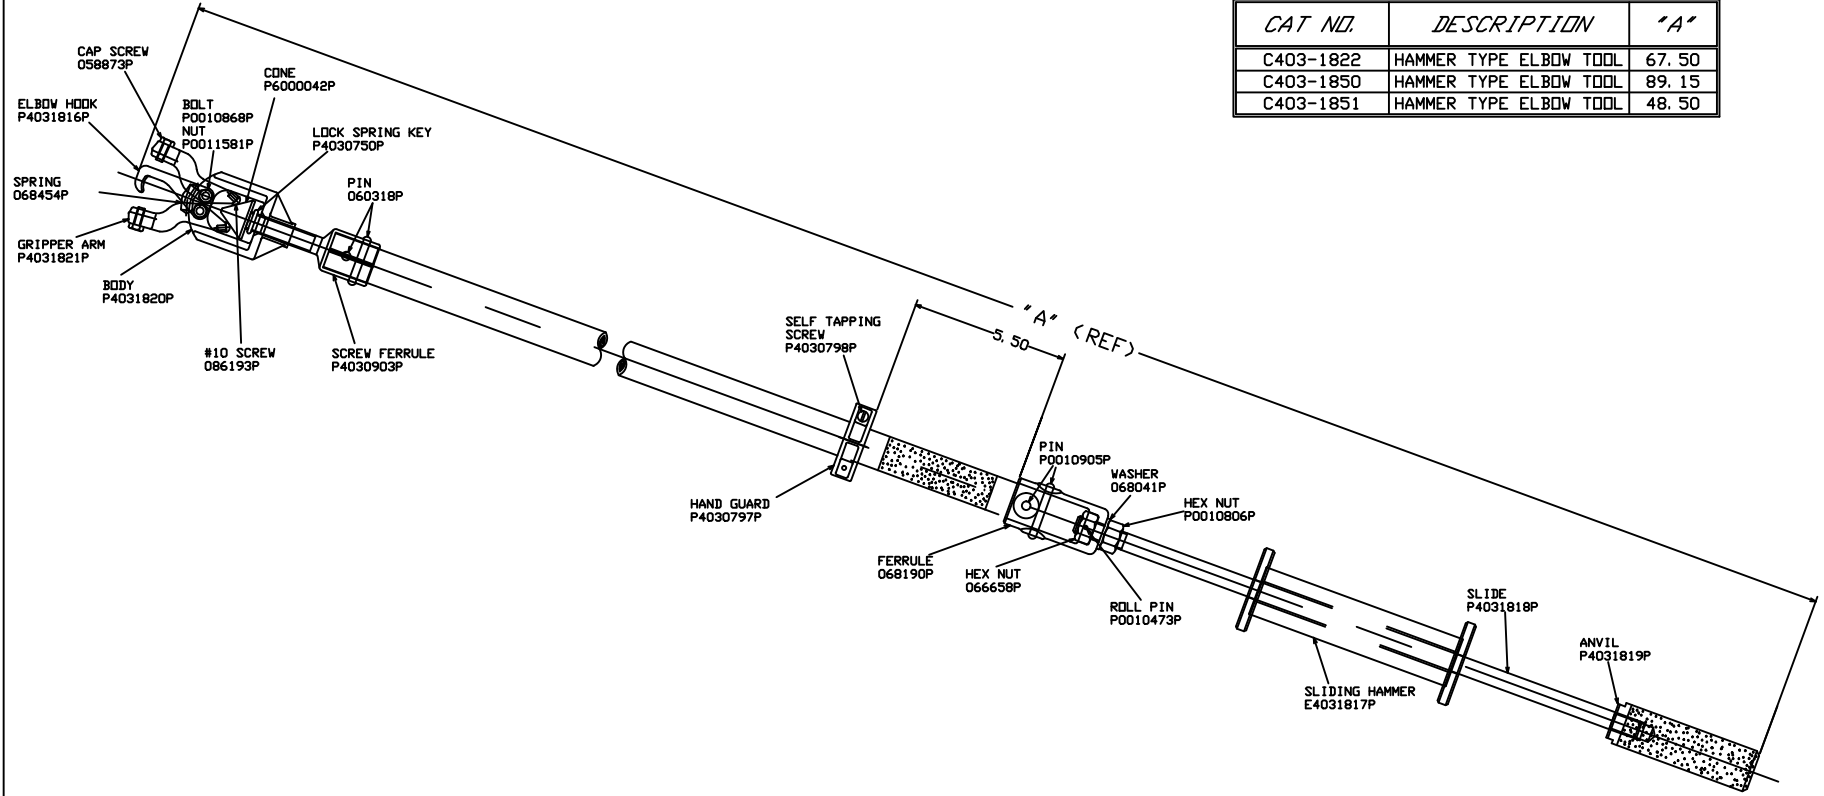 CAT NO. DESCRIPTION "A"
C403-1822 HAMMER TYPE ELBOW TOOL 67.50
C403-1850 HAMMER TYPE ELBOW TOOL 89.15
C403-1851 HAMMER TYPE ELBOW TOOL 48.50
CAP SCREW
058873P
CONE
P6000042P
ELBOW HOOK
P4031816P
BOLT
P0010868P
NUT
P0011581P
LOCK SPRING KEY
P4030750P
SPRING
068454P
PIN
060318P
GRIPPER ARM
P4031821P
BODY
P4031820P
#10 SCREW
086193P
SCREW FERRULE
P4030903P
SELF TAPPING
SCREW
P4030798P
"A" (REF)
5.50
HAND GUARD
P4030797P
PIN
P0010905P
WASHER
068041P
HEX NUT
P0010806P
FERRULE
068190P
HEX NUT
066658P
ROLL PIN
P0010473P
SLIDE
P4031818P
ANVIL
P4031819P
SLIDING HAMMER
E4031817P